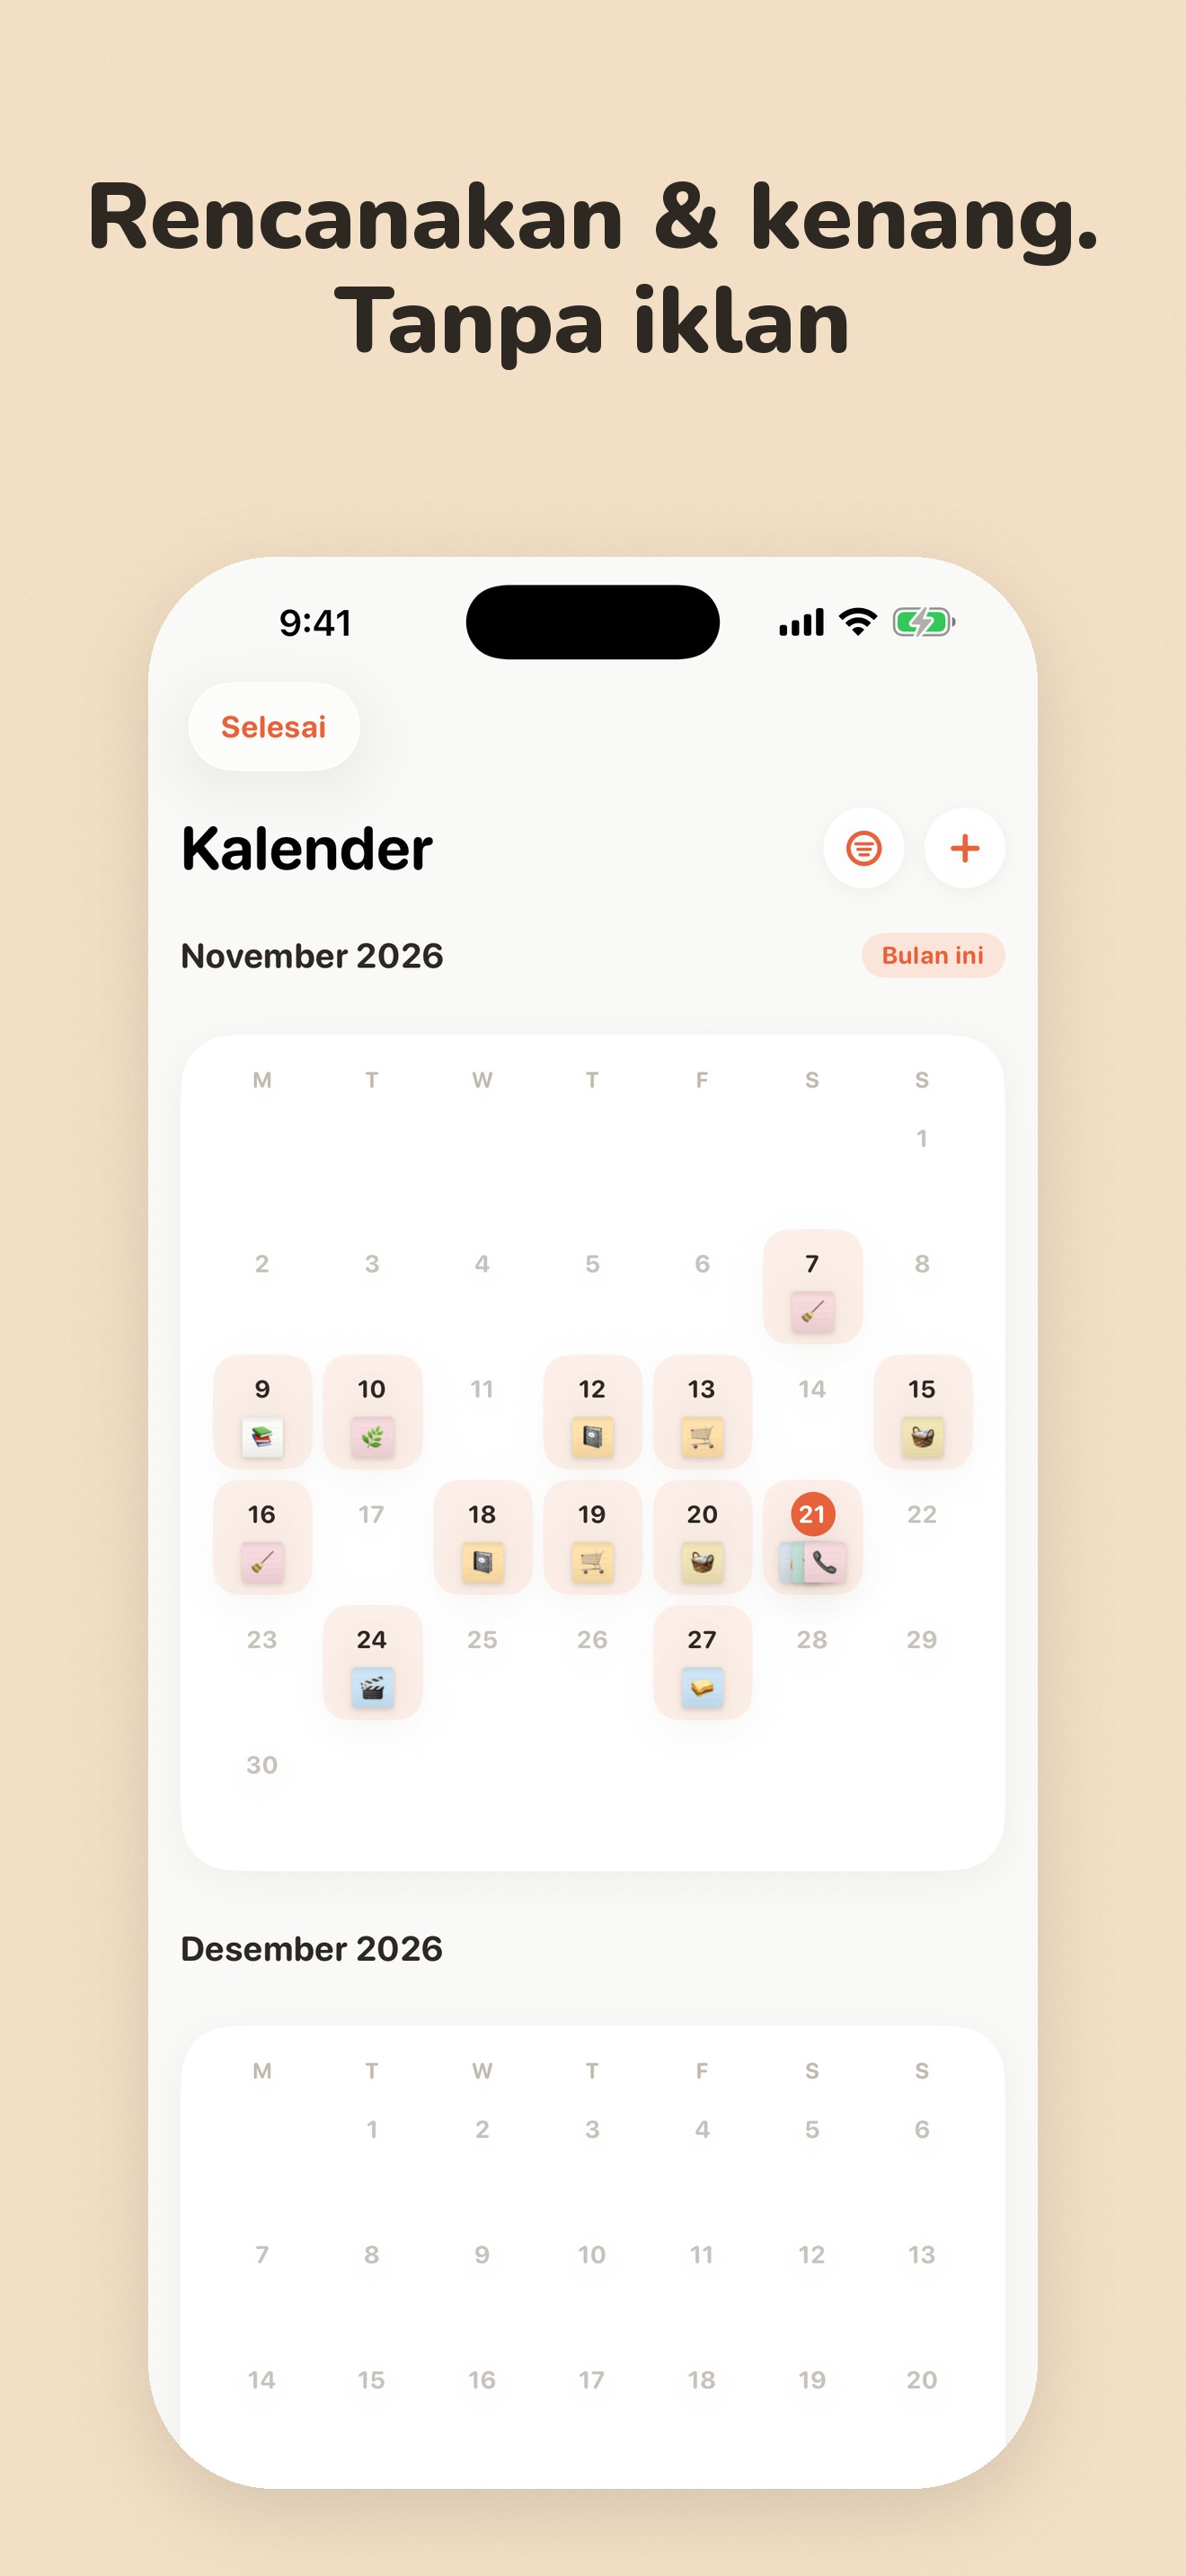 Rencanakan & kenang.
Tanpa iklan
9:41
Selesai
Kalender
November 2026
Bulan ini
M T W T F S S
1
2 3 4 5 6 7 8
9 10 11 12 13 14 15
16 17 18 19 20 21 22
23 24 25 26 27 28 29
30
Desember 2026
M T W T F S S
1 2 3 4 5 6
7 8 9 10 11 12 13
14 15 16 17 18 19 20